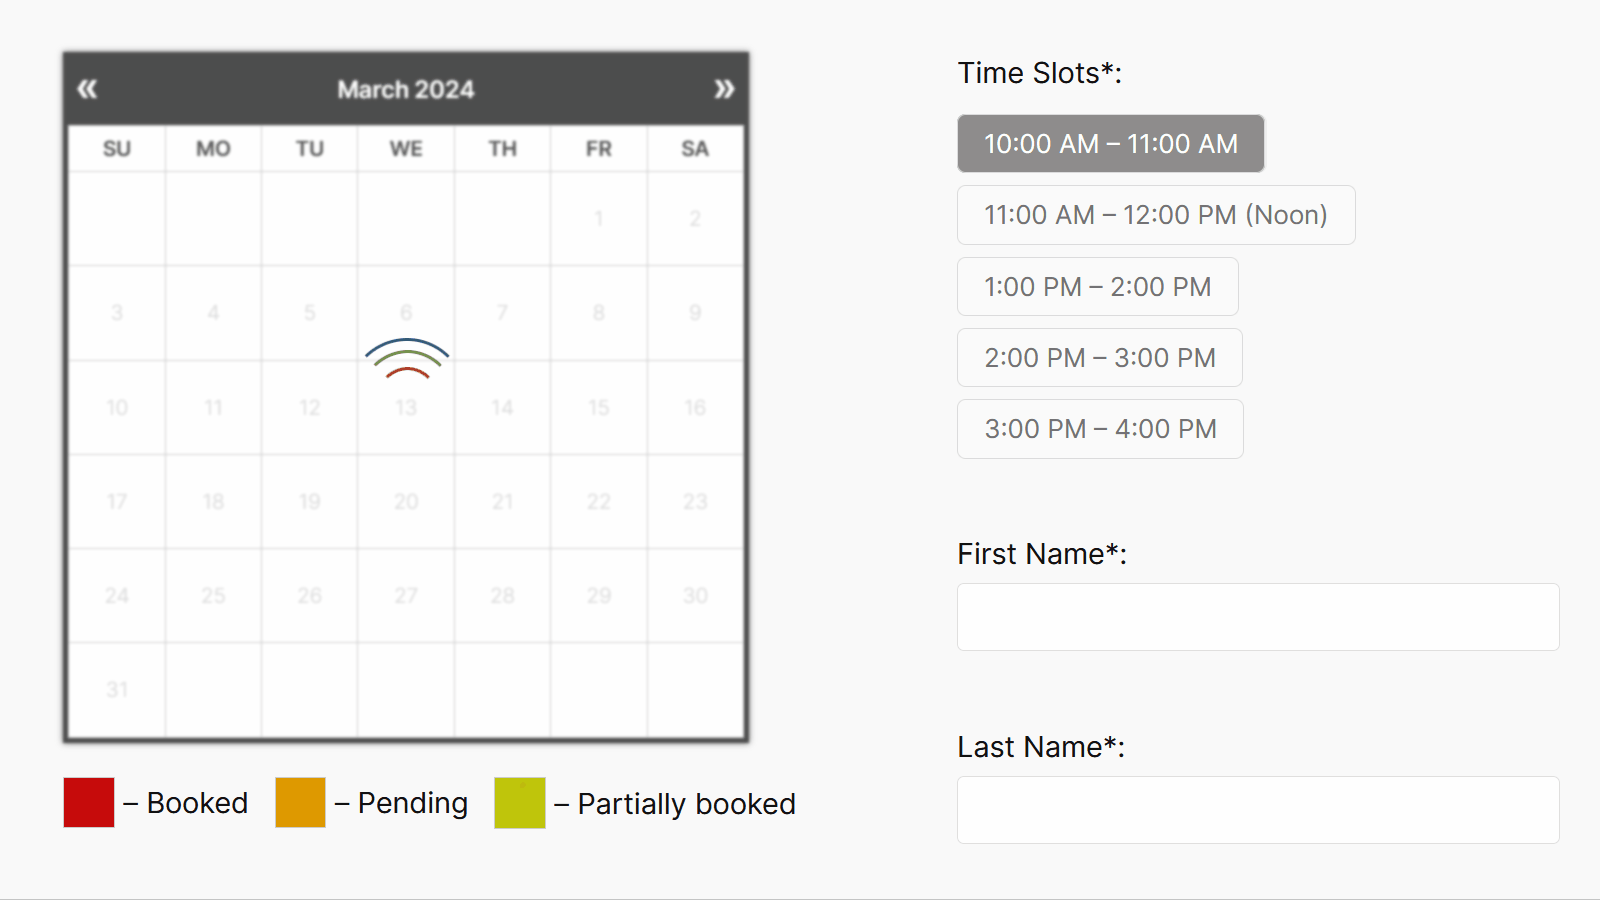 « March 2024 »
SU MO TU WE TH FR SA
1 2
3 4 5 6 7 8 9
10 11 12 13 14 15 16
17 18 19 20 21 22 23
24 25 26 27 28 29 30
31
– Booked – Pending – Partially booked
Time Slots*:
10:00 AM – 11:00 AM
11:00 AM – 12:00 PM (Noon)
1:00 PM – 2:00 PM
2:00 PM – 3:00 PM
3:00 PM – 4:00 PM
First Name*:
Last Name*: